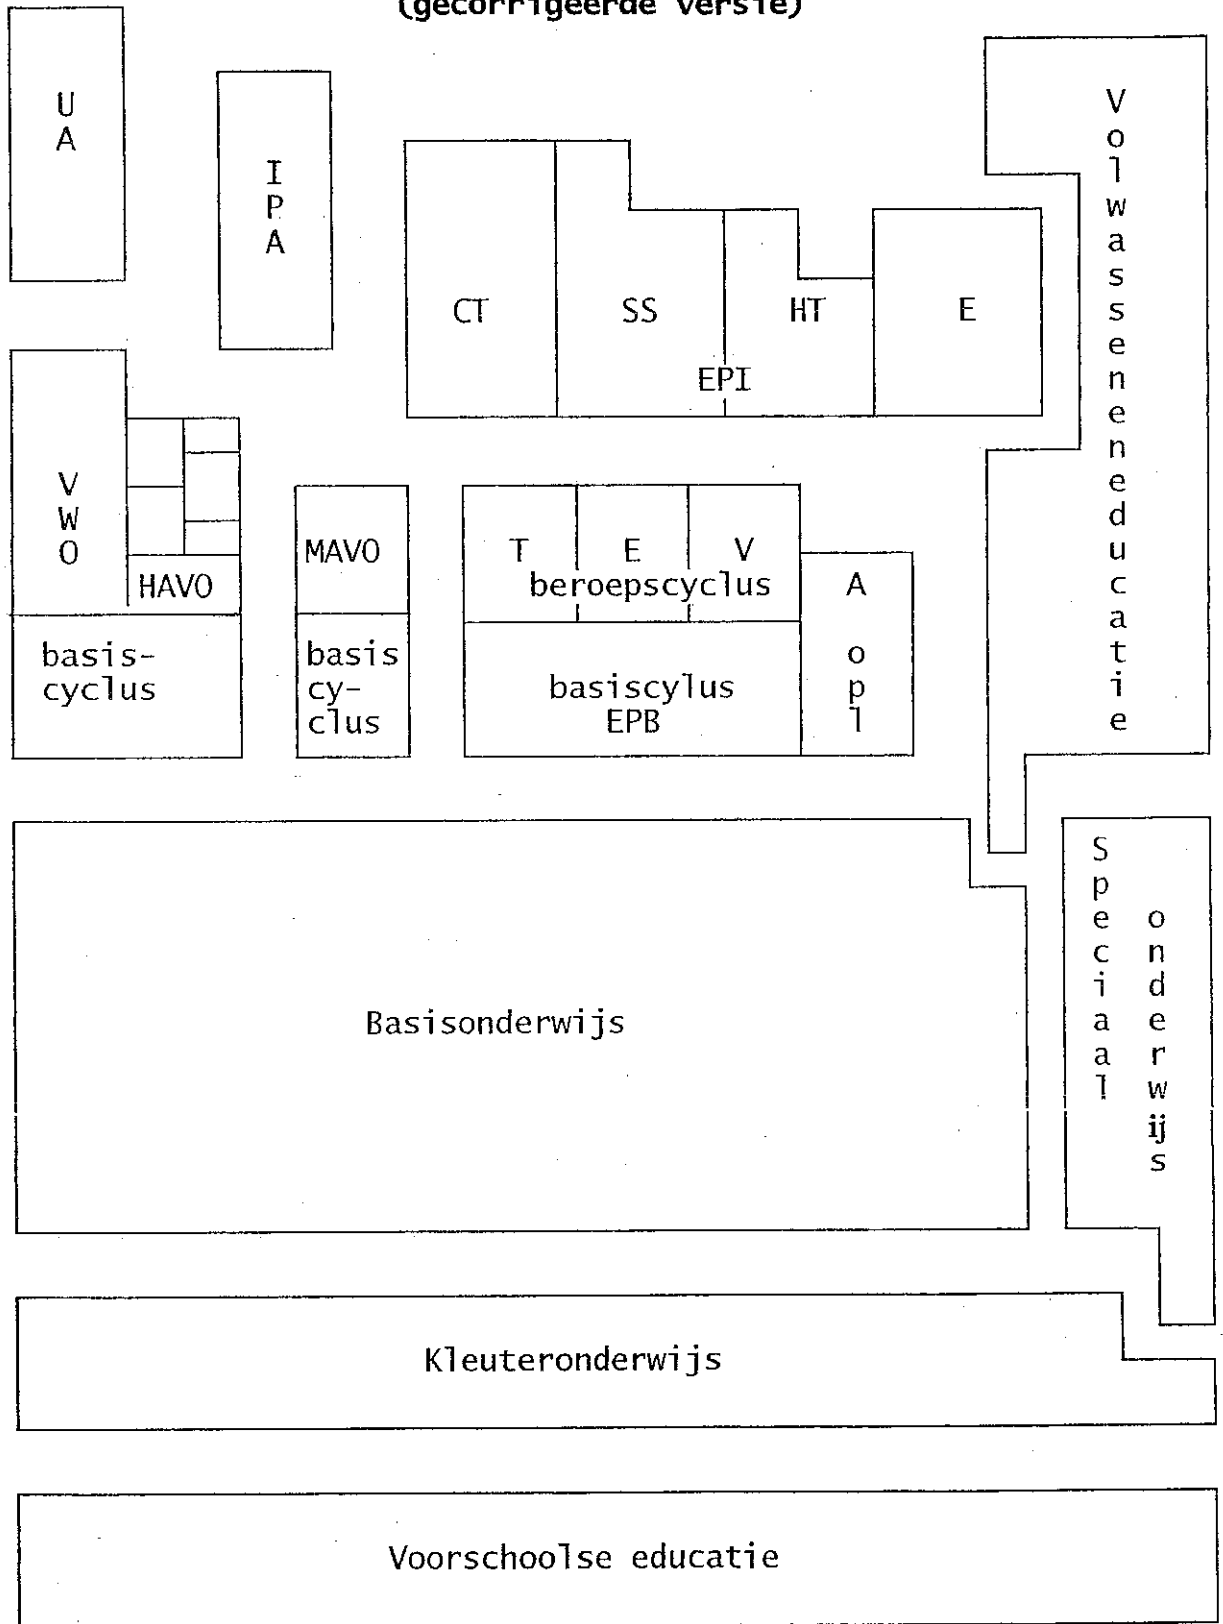 (gecorrigeerde versie)
UA
IPA
Volwasseneneducatie
CT
SS
HT
E
EPI
VWO
HAVO
basis-
cyclus
MAVO
basis
cy-
clus
T
E
V
beroepscyclus
basiscylus
EPB
A opl
Basisonderwijs
Speciaal
onderwijs
Kleuteronderwijs
Voorschoolse educatie